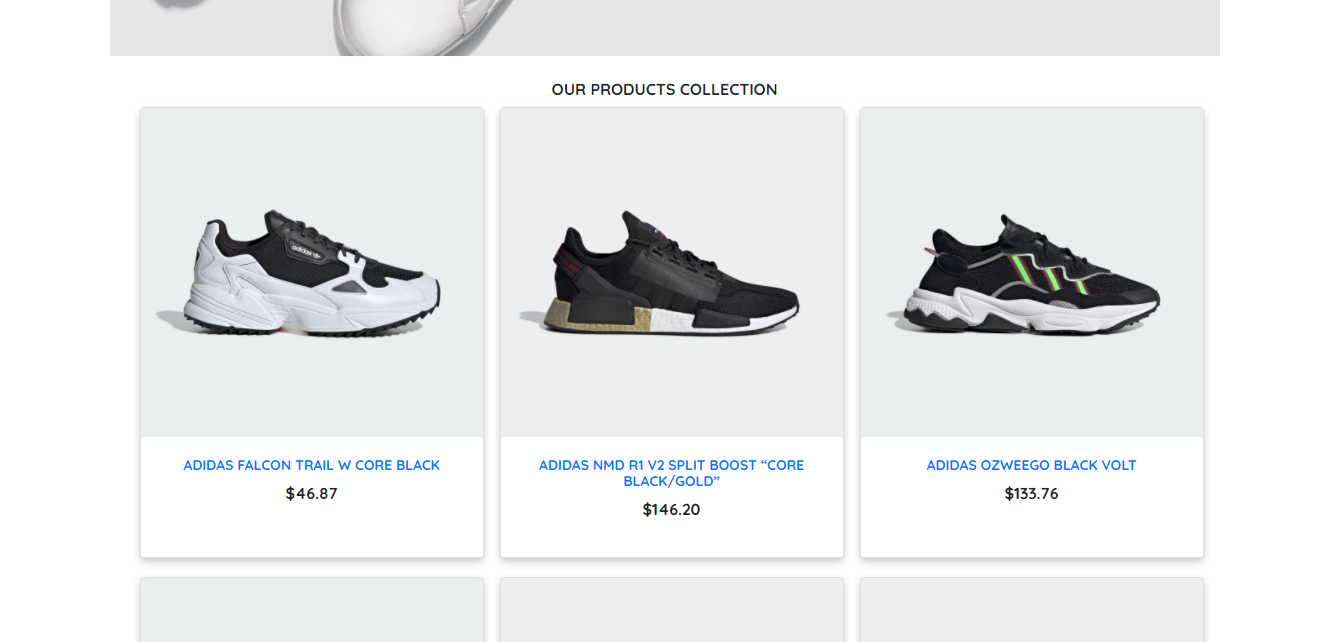 OUR PRODUCTS COLLECTION
adidas
ADIDAS FALCON TRAIL W CORE BLACK
$46.87
ADIDAS NMD R1 V2 SPLIT BOOST “CORE
BLACK/GOLD”
$146.20
ADIDAS OZWEEGO BLACK VOLT
$133.76